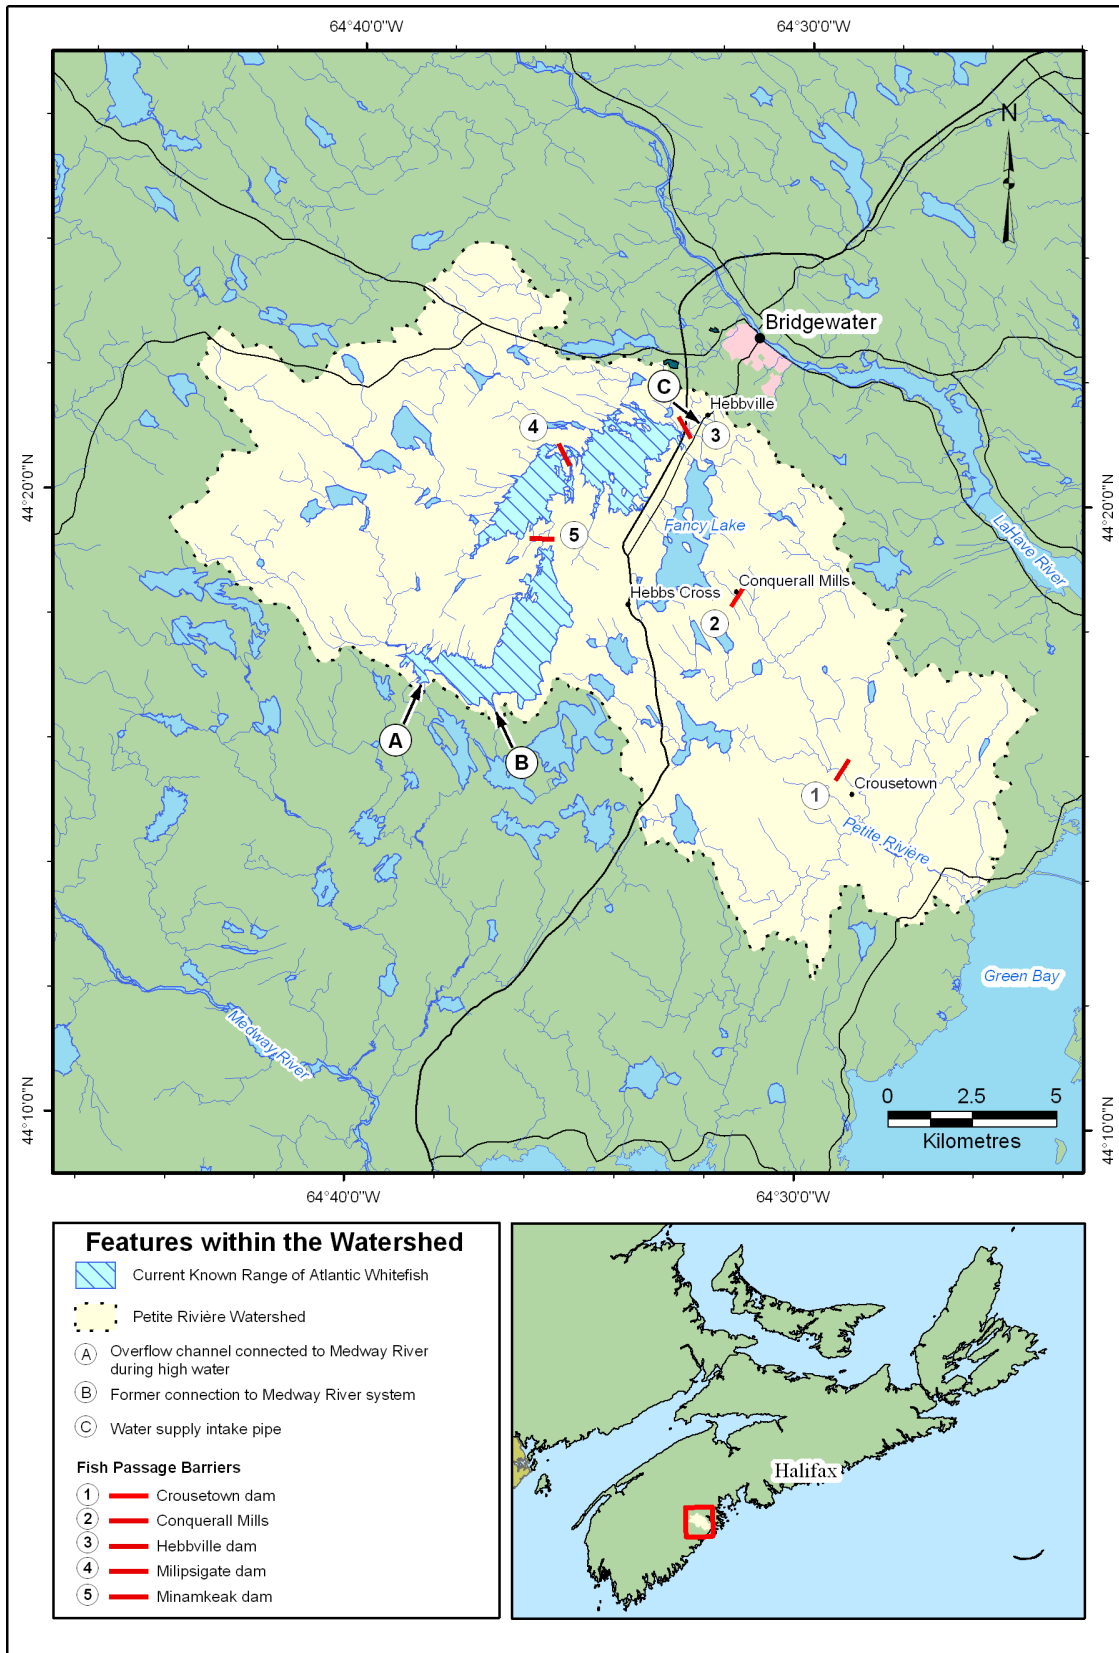 64°40'0"W
64°30'0"W
N
Bridgewater
C
Hebbville
4
3
44°20'0"N
44°20'0"N
Fancy Lake
5
LaHave River
Conquerall Mills
Hebbs Cross
2
A
B
Crousetown
1
Petite Rivière
Green Bay
Medway River
0 2.5 5
Kilometres
44°10'0"N
44°10'0"N
64°40'0"W
64°30'0"W
Features within the Watershed
Current Known Range of Atlantic Whitefish
Petite Rivière Watershed
A Overflow channel connected to Medway River
during high water
B Former connection to Medway River system
C Water supply intake pipe
Fish Passage Barriers
1 Crousetown dam
2 Conquerall Mills
3 Hebbville dam
4 Milipsigate dam
5 Minamkeak dam
Halifax